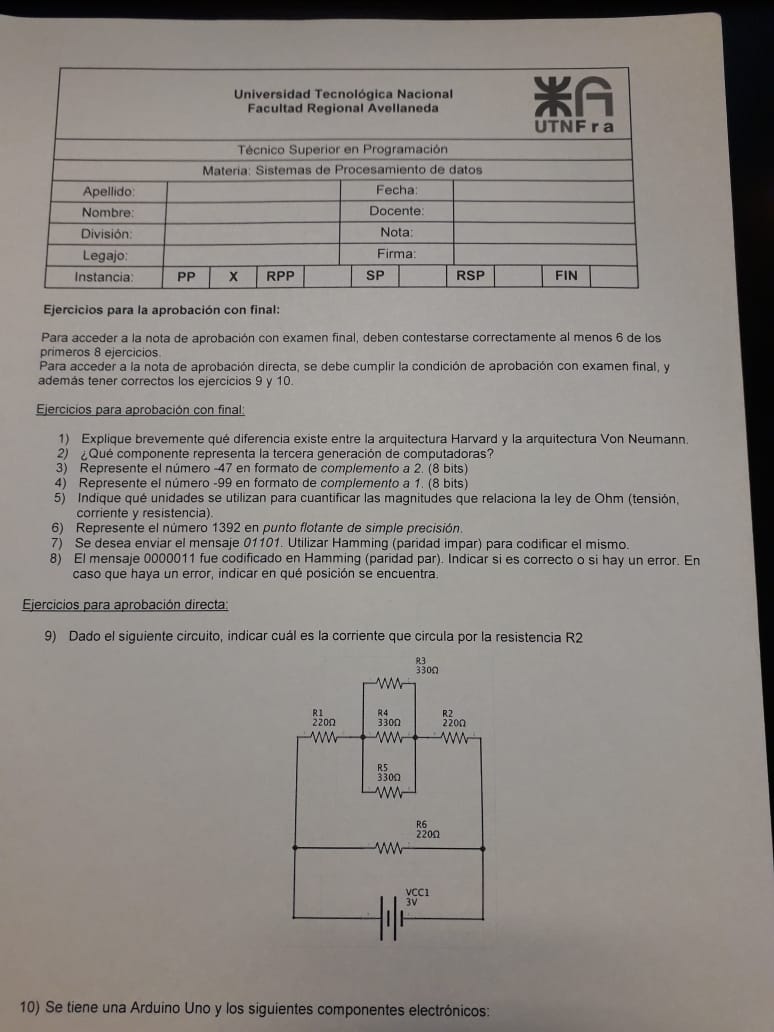 Universidad Tecnológica Nacional
Facultad Regional Avellaneda
UTNFra
Técnico Superior en Programación
Materia: Sistemas de Procesamiento de datos
Apellido: Fecha:
Nombre: Docente:
División: Nota:
Legajo: Firma:
Instancia: PP X RPP SP RSP FIN
Ejercicios para la aprobación con final:
Para acceder a la nota de aprobación con examen final, deben contestarse correctamente al menos 6 de los
primeros 8 ejercicios.
Para acceder a la nota de aprobación directa, se debe cumplir la condición de aprobación con examen final, y
además tener correctos los ejercicios 9 y 10.
Ejercicios para aprobación con final:
1) Explique brevemente qué diferencia existe entre la arquitectura Harvard y la arquitectura Von Neumann.
2) ¿Qué componente representa la tercera generación de computadoras?
3) Represente el número -47 en formato de complemento a 2. (8 bits)
4) Represente el número -99 en formato de complemento a 1. (8 bits)
5) Indique qué unidades se utilizan para cuantificar las magnitudes que relaciona la ley de Ohm (tensión,
corriente y resistencia).
6) Represente el número 1392 en punto flotante de simple precisión.
7) Se desea enviar el mensaje 01101. Utilizar Hamming (paridad impar) para codificar el mismo.
8) El mensaje 0000011 fue codificado en Hamming (paridad par). Indicar si es correcto o si hay un error. En
caso que haya un error, indicar en qué posición se encuentra.
Ejercicios para aprobación directa:
9) Dado el siguiente circuito, indicar cuál es la corriente que circula por la resistencia R2
R3
330Ω
R1
220Ω
R4
330Ω
R2
220Ω
R5
330Ω
R6
220Ω
VCC1
3V
10) Se tiene una Arduino Uno y los siguientes componentes electrónicos: